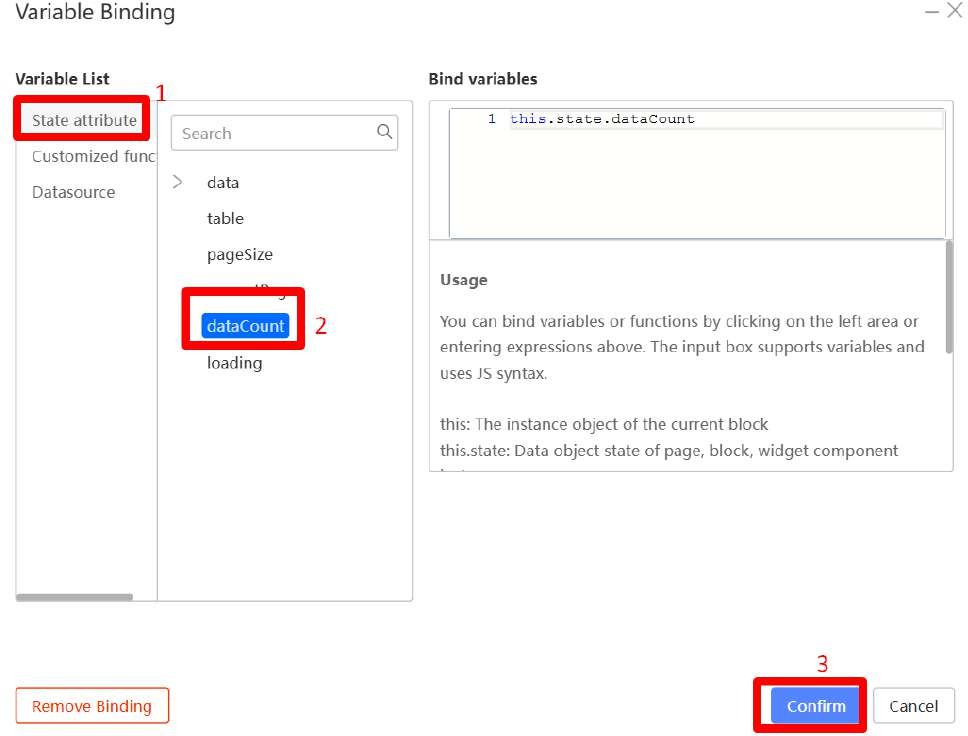 Variable Binding
Variable List
1
State attribute
Customized func
Datasource
Search
data
table
pageSize
dataCount
2
loading
Bind variables
1 this.state.dataCount
Usage
You can bind variables or functions by clicking on the left area or
entering expressions above. The input box supports variables and
uses JS syntax.
this: The instance object of the current block
this.state: Data object state of page, block, widget component
3
Remove Binding
Confirm
Cancel